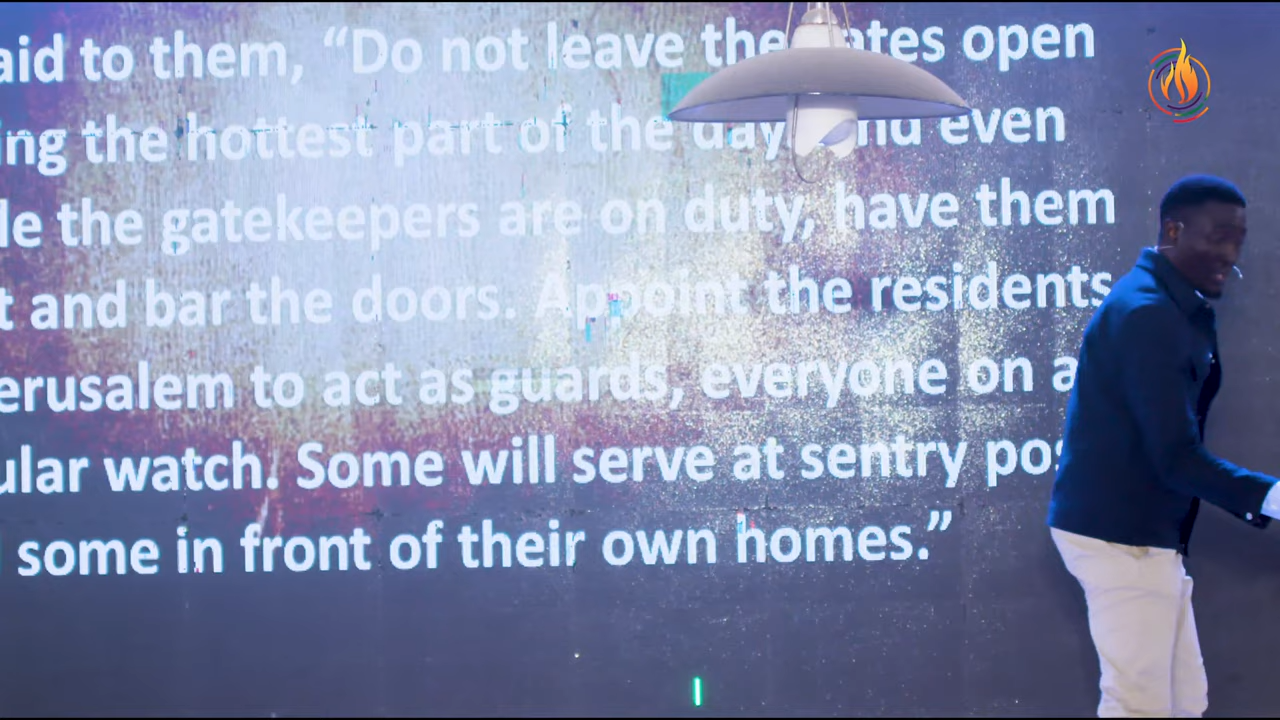 aid to them, “Do not leave the ates open
ing the hottest part of the day nd even
le the gatekeepers are on duty, have them
t and bar the doors. Appoint the residents
erusalem to act as guards, everyone on a
ular watch. Some will serve at sentry pos
some in front of their own homes.”